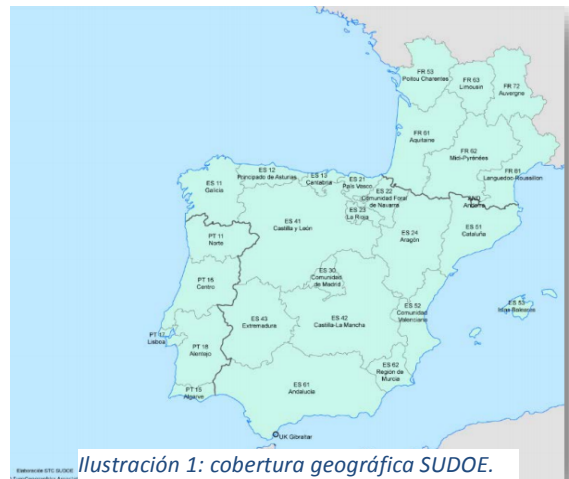 FR 53
Poitou Charentes
FR 63
Limousin
FR 72
Auvergne
FR 61
Aquitaine
FR 62
Midi-Pyrénées
FR 81
Languedoc-Roussillon
AND
Andorra
ES 11
Galicia
ES 12
Principado de Asturias
ES 13
Cantabria
ES 21
País Vasco
ES 22
Comunidad Foral
de Navarra
ES 23
La Rioja
ES 41
Castilla y León
ES 24
Aragón
ES 51
Cataluña
PT 11
Norte
PT 16
Centro
ES 30
Comunidad
de Madrid
ES 53
Illes Balears
PT 17
Lisboa
PT 18
Alentejo
ES 43
Extremadura
ES 42
Castilla-La Mancha
ES 52
Comunidad
Valenciana
ES 62
Región de
Murcia
PT 15
Algarve
ES 61
Andalucía
UK Gibraltar
Elaboración STC SUDOE
Ilustración 1: cobertura geográfica SUDOE.